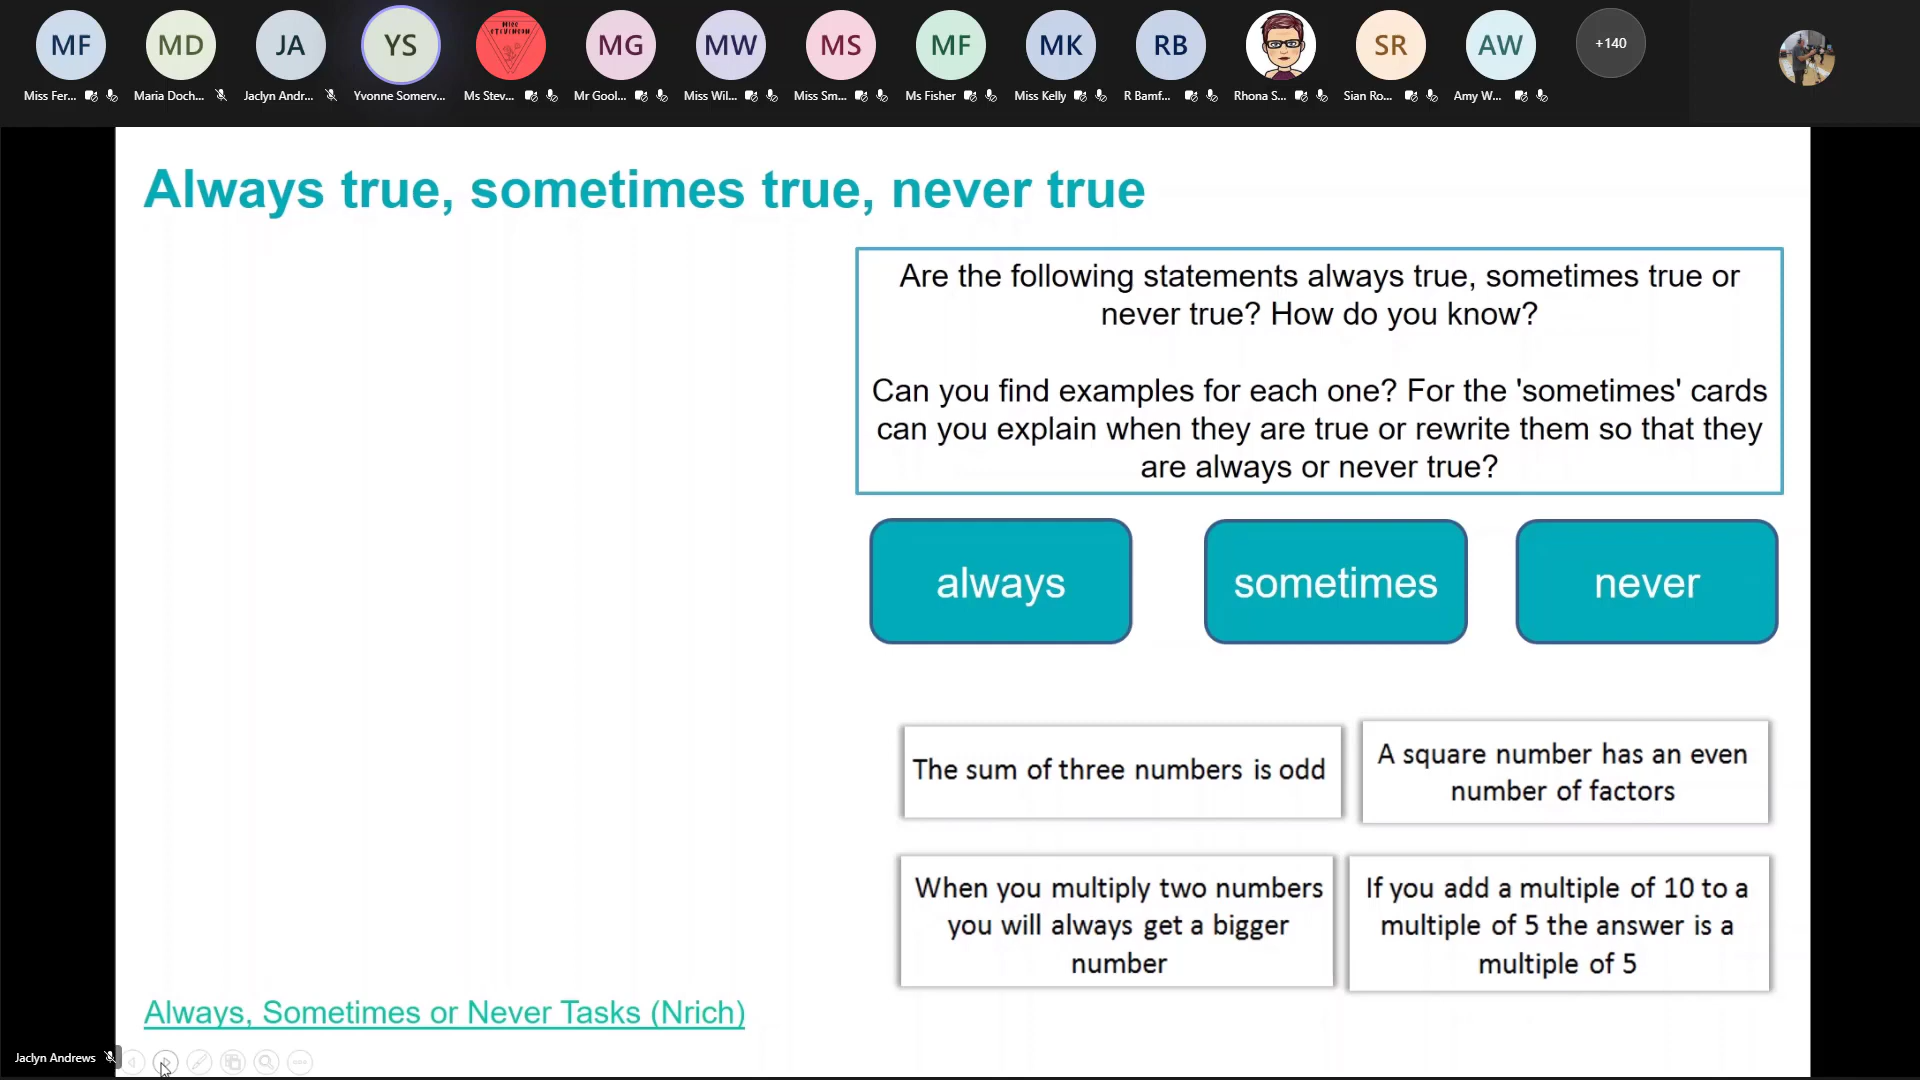 MF
MD
JA
YS
Miss
STEVENSON
MG
MW
MS
MF
MK
RB
SR
AW
+140
Miss Fer...
Maria Doch...
Jaclyn Andr...
Yvonne Somerv...
Ms Stev...
Mr Gool...
Miss Wil...
Miss Sm...
Ms Fisher
Miss Kelly
R Bamf...
Rhona S...
Sian Ro...
Amy W...
Always true, sometimes true, never true
Are the following statements always true, sometimes true or
never true? How do you know?
Can you find examples for each one? For the 'sometimes' cards
can you explain when they are true or rewrite them so that they
are always or never true?
always
sometimes
never
The sum of three numbers is odd
A square number has an even
number of factors
When you multiply two numbers
you will always get a bigger
number
If you add a multiple of 10 to a
multiple of 5 the answer is a
multiple of 5
Always, Sometimes or Never Tasks (Nrich)
Jaclyn Andrews